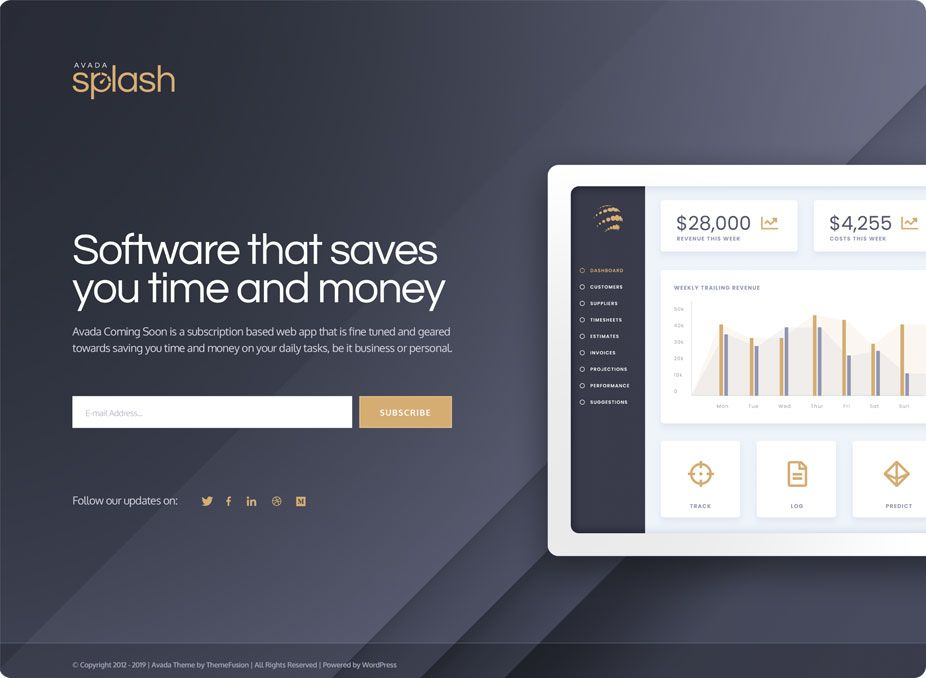 AVADA
splash
Software that saves
you time and money
Avada Coming Soon is a subscription based web app that is fine tuned and geared
towards saving you time and money on your daily tasks, be it business or personal.
E-mail Address...
SUBSCRIBE
Follow our updates on:
$28,000
REVENUE THIS WEEK
$4,255
COSTS THIS WEEK
DASHBOARD
CUSTOMERS
SUPPLIERS
TIMESHEETS
ESTIMATES
INVOICES
PROJECTIONS
PERFORMANCE
SUGGESTIONS
WEEKLY TRAILING REVENUE
50k
40k
30k
20k
10k
0
Mon Tue Wed Thur Fri Sat Sun
TRACK
LOG
PREDICT
© Copyright 2012 - 2019 | Avada Theme by ThemeFusion | All Rights Reserved | Powered by WordPress